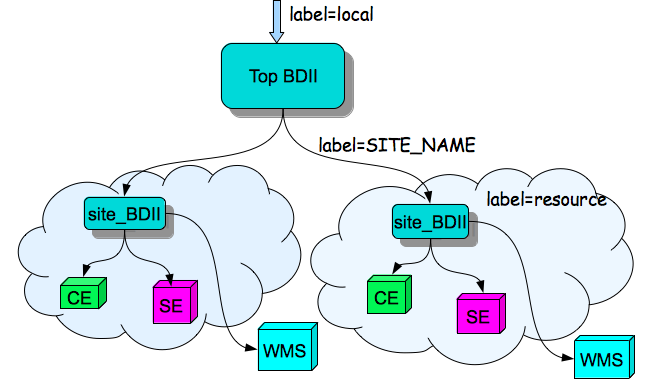 label=local
Top BDII
label=SITE_NAME
label=resource
site_BDII
site_BDII
CE
SE
CE
SE
WMS
WMS